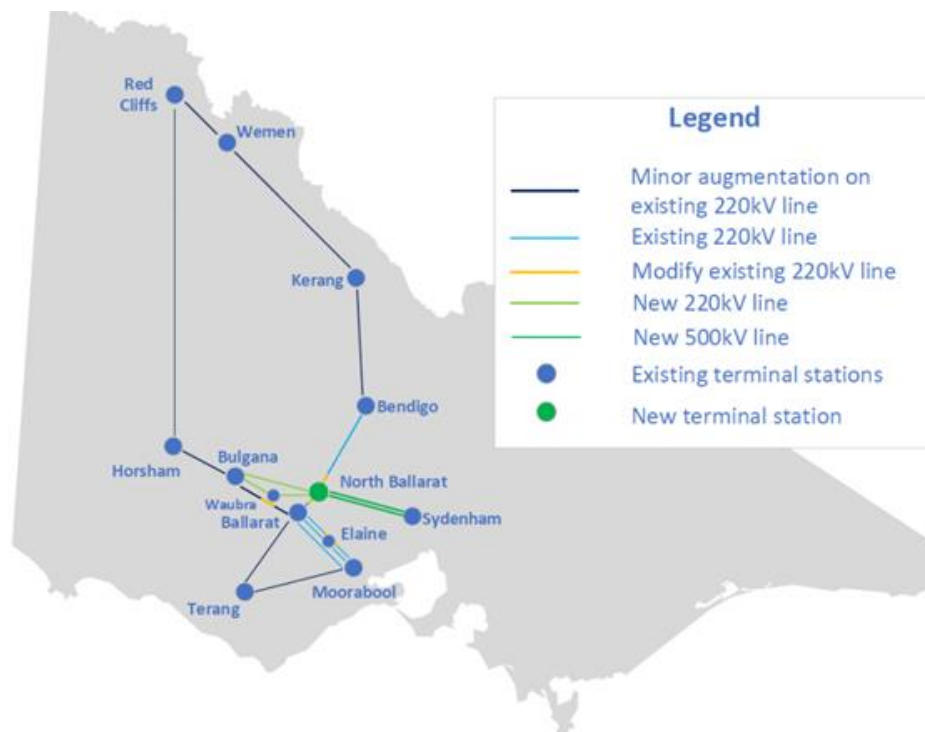 Red
Cliffs
Wemen
Kerang
Bendigo
Horsham
Bulgana
North Ballarat
Waubra
Ballarat
Sydenham
Elaine
Moorabool
Terang
Legend
Minor augmentation on
existing 220kV line
Existing 220kV line
Modify existing 220kV line
New 220kV line
New 500kV line
Existing terminal stations
New terminal station